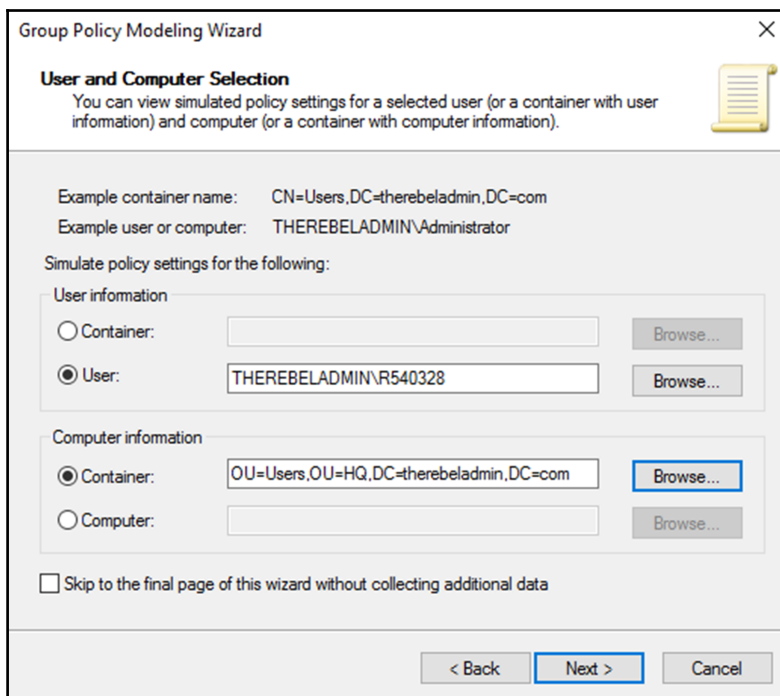 Group Policy Modeling Wizard
User and Computer Selection
You can view simulated policy settings for a selected user (or a container with user
information) and computer (or a container with computer information).
Example container name: CN=Users,DC=therebeladmin,DC=com
Example user or computer: THEREBELADMIN\Administrator
Simulate policy settings for the following:
User information
Container: Browse...
User: THEREBELADMIN\R540328 Browse...
Computer information
Container: OU=Users,OU=HQ,DC=therebeladmin,DC=com Browse...
Computer: Browse...
Skip to the final page of this wizard without collecting additional data
< Back Next > Cancel